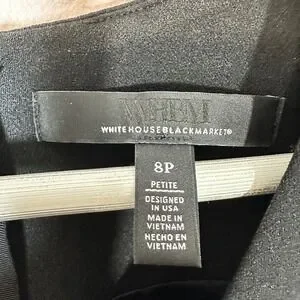 WHBM
WHITEHOUSEBLACKMARKET®
8P
PETITE
DESIGNED
IN USA
MADE IN
VIETNAM
HECHO EN
VIETNAM